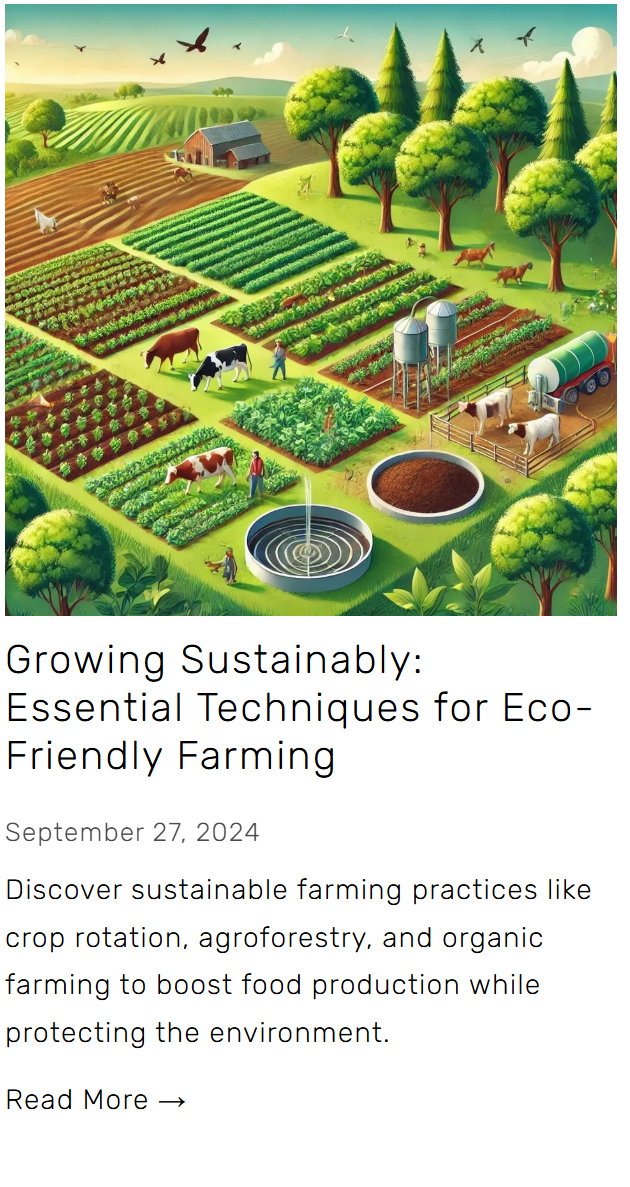 Growing Sustainably:
Essential Techniques for Eco-
Friendly Farming
September 27, 2024
Discover sustainable farming practices like
crop rotation, agroforestry, and organic
farming to boost food production while
protecting the environment.
Read More →